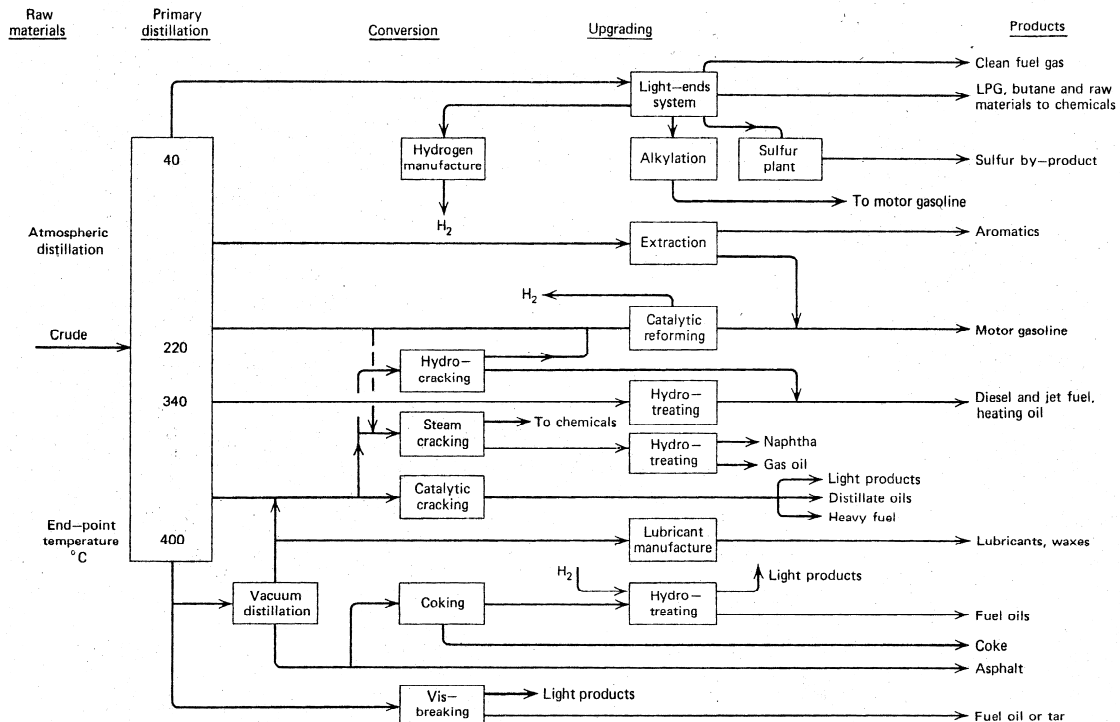 Raw
materials
Primary
distillation
Conversion
Upgrading
Products
Clean fuel gas
Light—ends
system
LPG, butane and raw
materials to chemicals
40
Hydrogen
manufacture
Alkylation
Sulfur
plant
Sulfur by—product
To motor gasoline
H2
Atmospheric
distillation
Extraction
Aromatics
H2
Catalytic
reforming
Motor gasoline
Crude
220
Hydro—
cracking
340
Hydro—
treating
Diesel and jet fuel,
heating oil
Steam
cracking
To chemicals
Hydro—
treating
Naphtha
Gas oil
Catalytic
cracking
Light products
Distillate oils
Heavy fuel
End—point
temperature
°C
400
Lubricant
manufacture
Lubricants, waxes
Vacuum
distillation
Coking
H2
Hydro—
treating
Light products
Fuel oils
Coke
Asphalt
Vis—
breaking
Light products
Fuel oil or tar